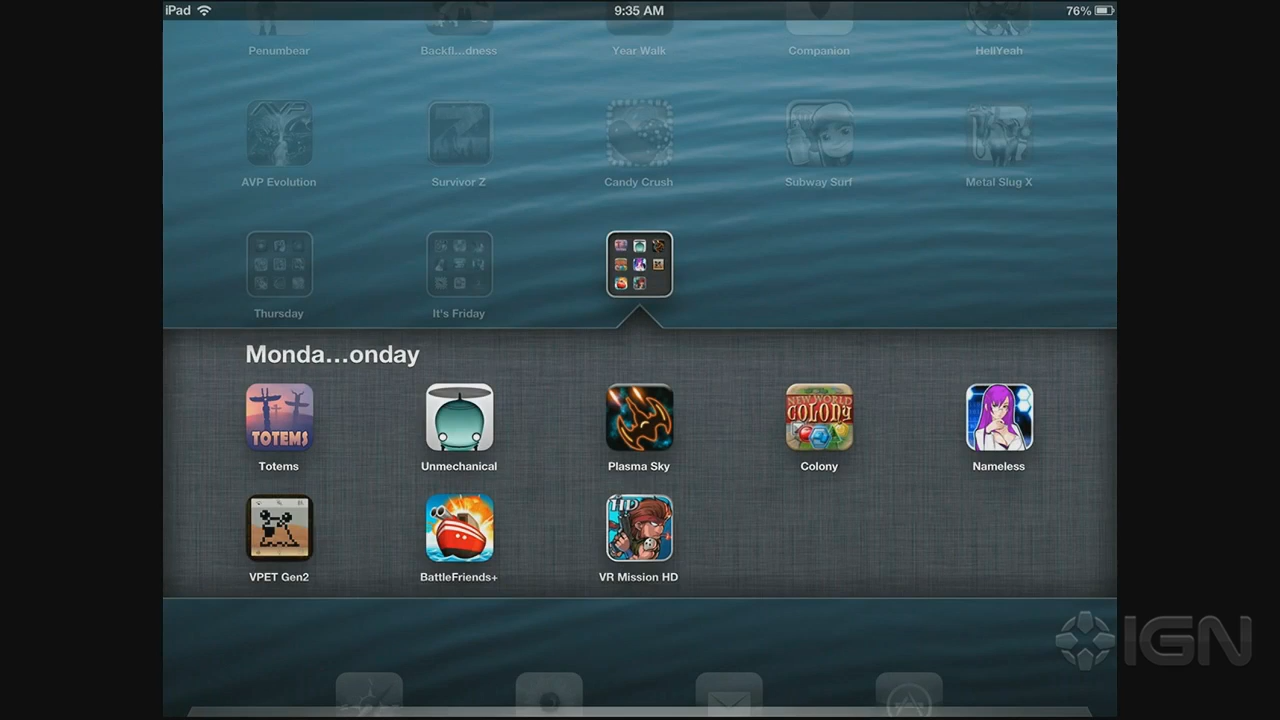 iPad 9:35 AM 76%
Penumbear Backfl...dness Year Walk Companion HellYeah
AVP Evolution Survivor Z Candy Crush Subway Surf Metal Slug X
Thursday It's Friday
Monda...onday
TOTEMS NEW WORLD COLONY
Totems Unmechanical Plasma Sky Colony Nameless
HD
VPET Gen2 BattleFriends+ VR Mission HD
IGN